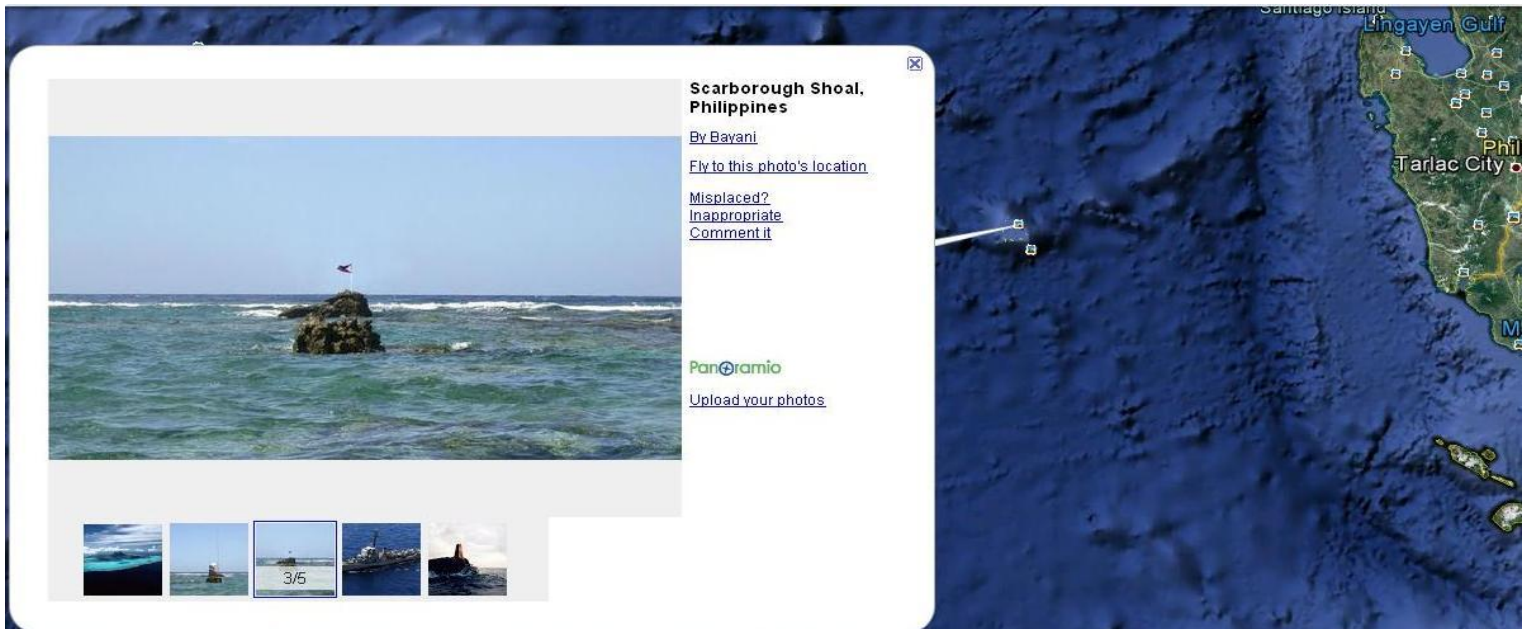 Santiago Island
Lingayen Gulf
Scarborough Shoal,
Philippines
By Bayani
Fly to this photo's location
Misplaced?
Inappropriate
Comment it
Phil
Tarlac City
Panoramio
Upload your photos
M
3/5